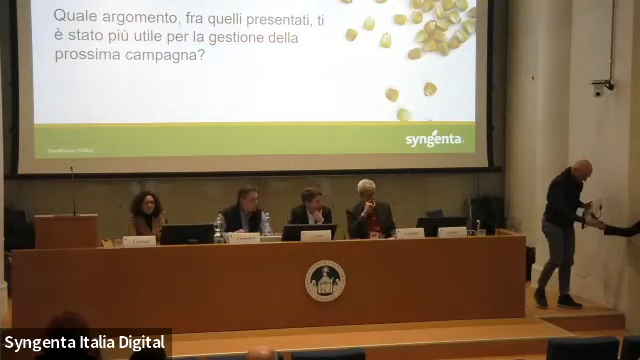 Quale argomento, fra quelli presentati, ti
è stato più utile per la gestione della
prossima campagna?
syngenta
Syngenta Italia Digital